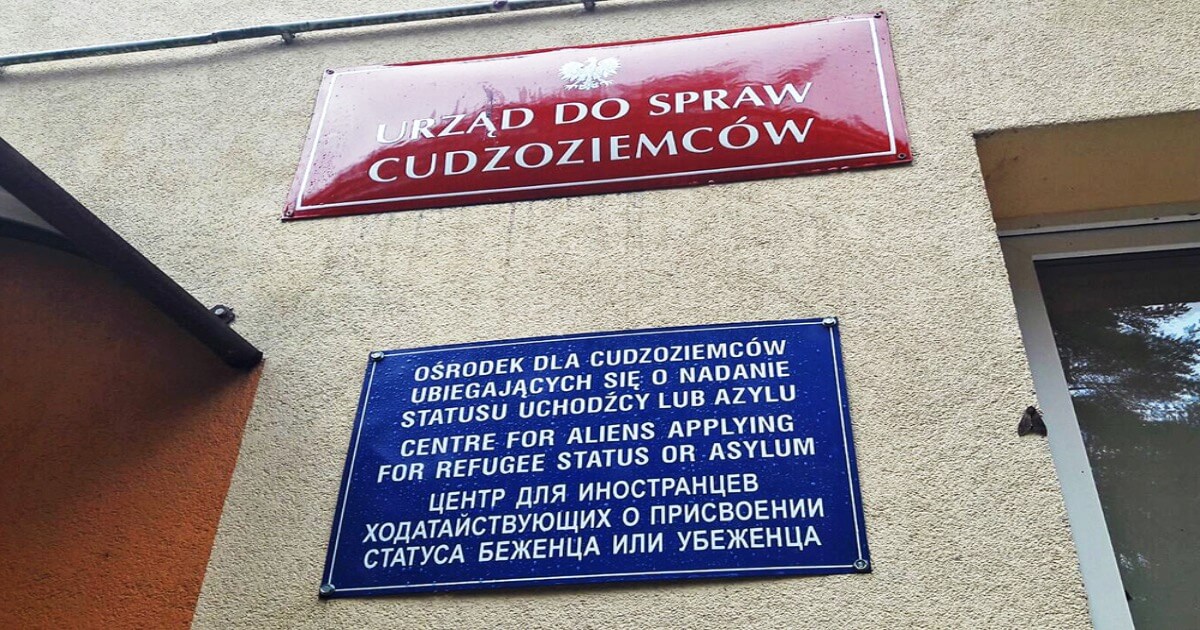 URZĄD DO SPRAW
CUDZOZIEMCÓW
OŚRODEK DLA CUDZOZIEMCÓW
UBIEGAJĄCYCH SIĘ O NADANIE
STATUSU UCHODŹCY LUB AZYLU
CENTRE FOR ALIENS APPLYING
FOR REFUGEE STATUS OR ASYLUM
ЦЕНТР ДЛЯ ИНОСТРАНЦЕВ
ХОДАТАЙСТВУЮЩИХ О ПРИСВОЕНИИ
СТАТУСА БЕЖЕНЦА ИЛИ УБЕЖЕНЦА